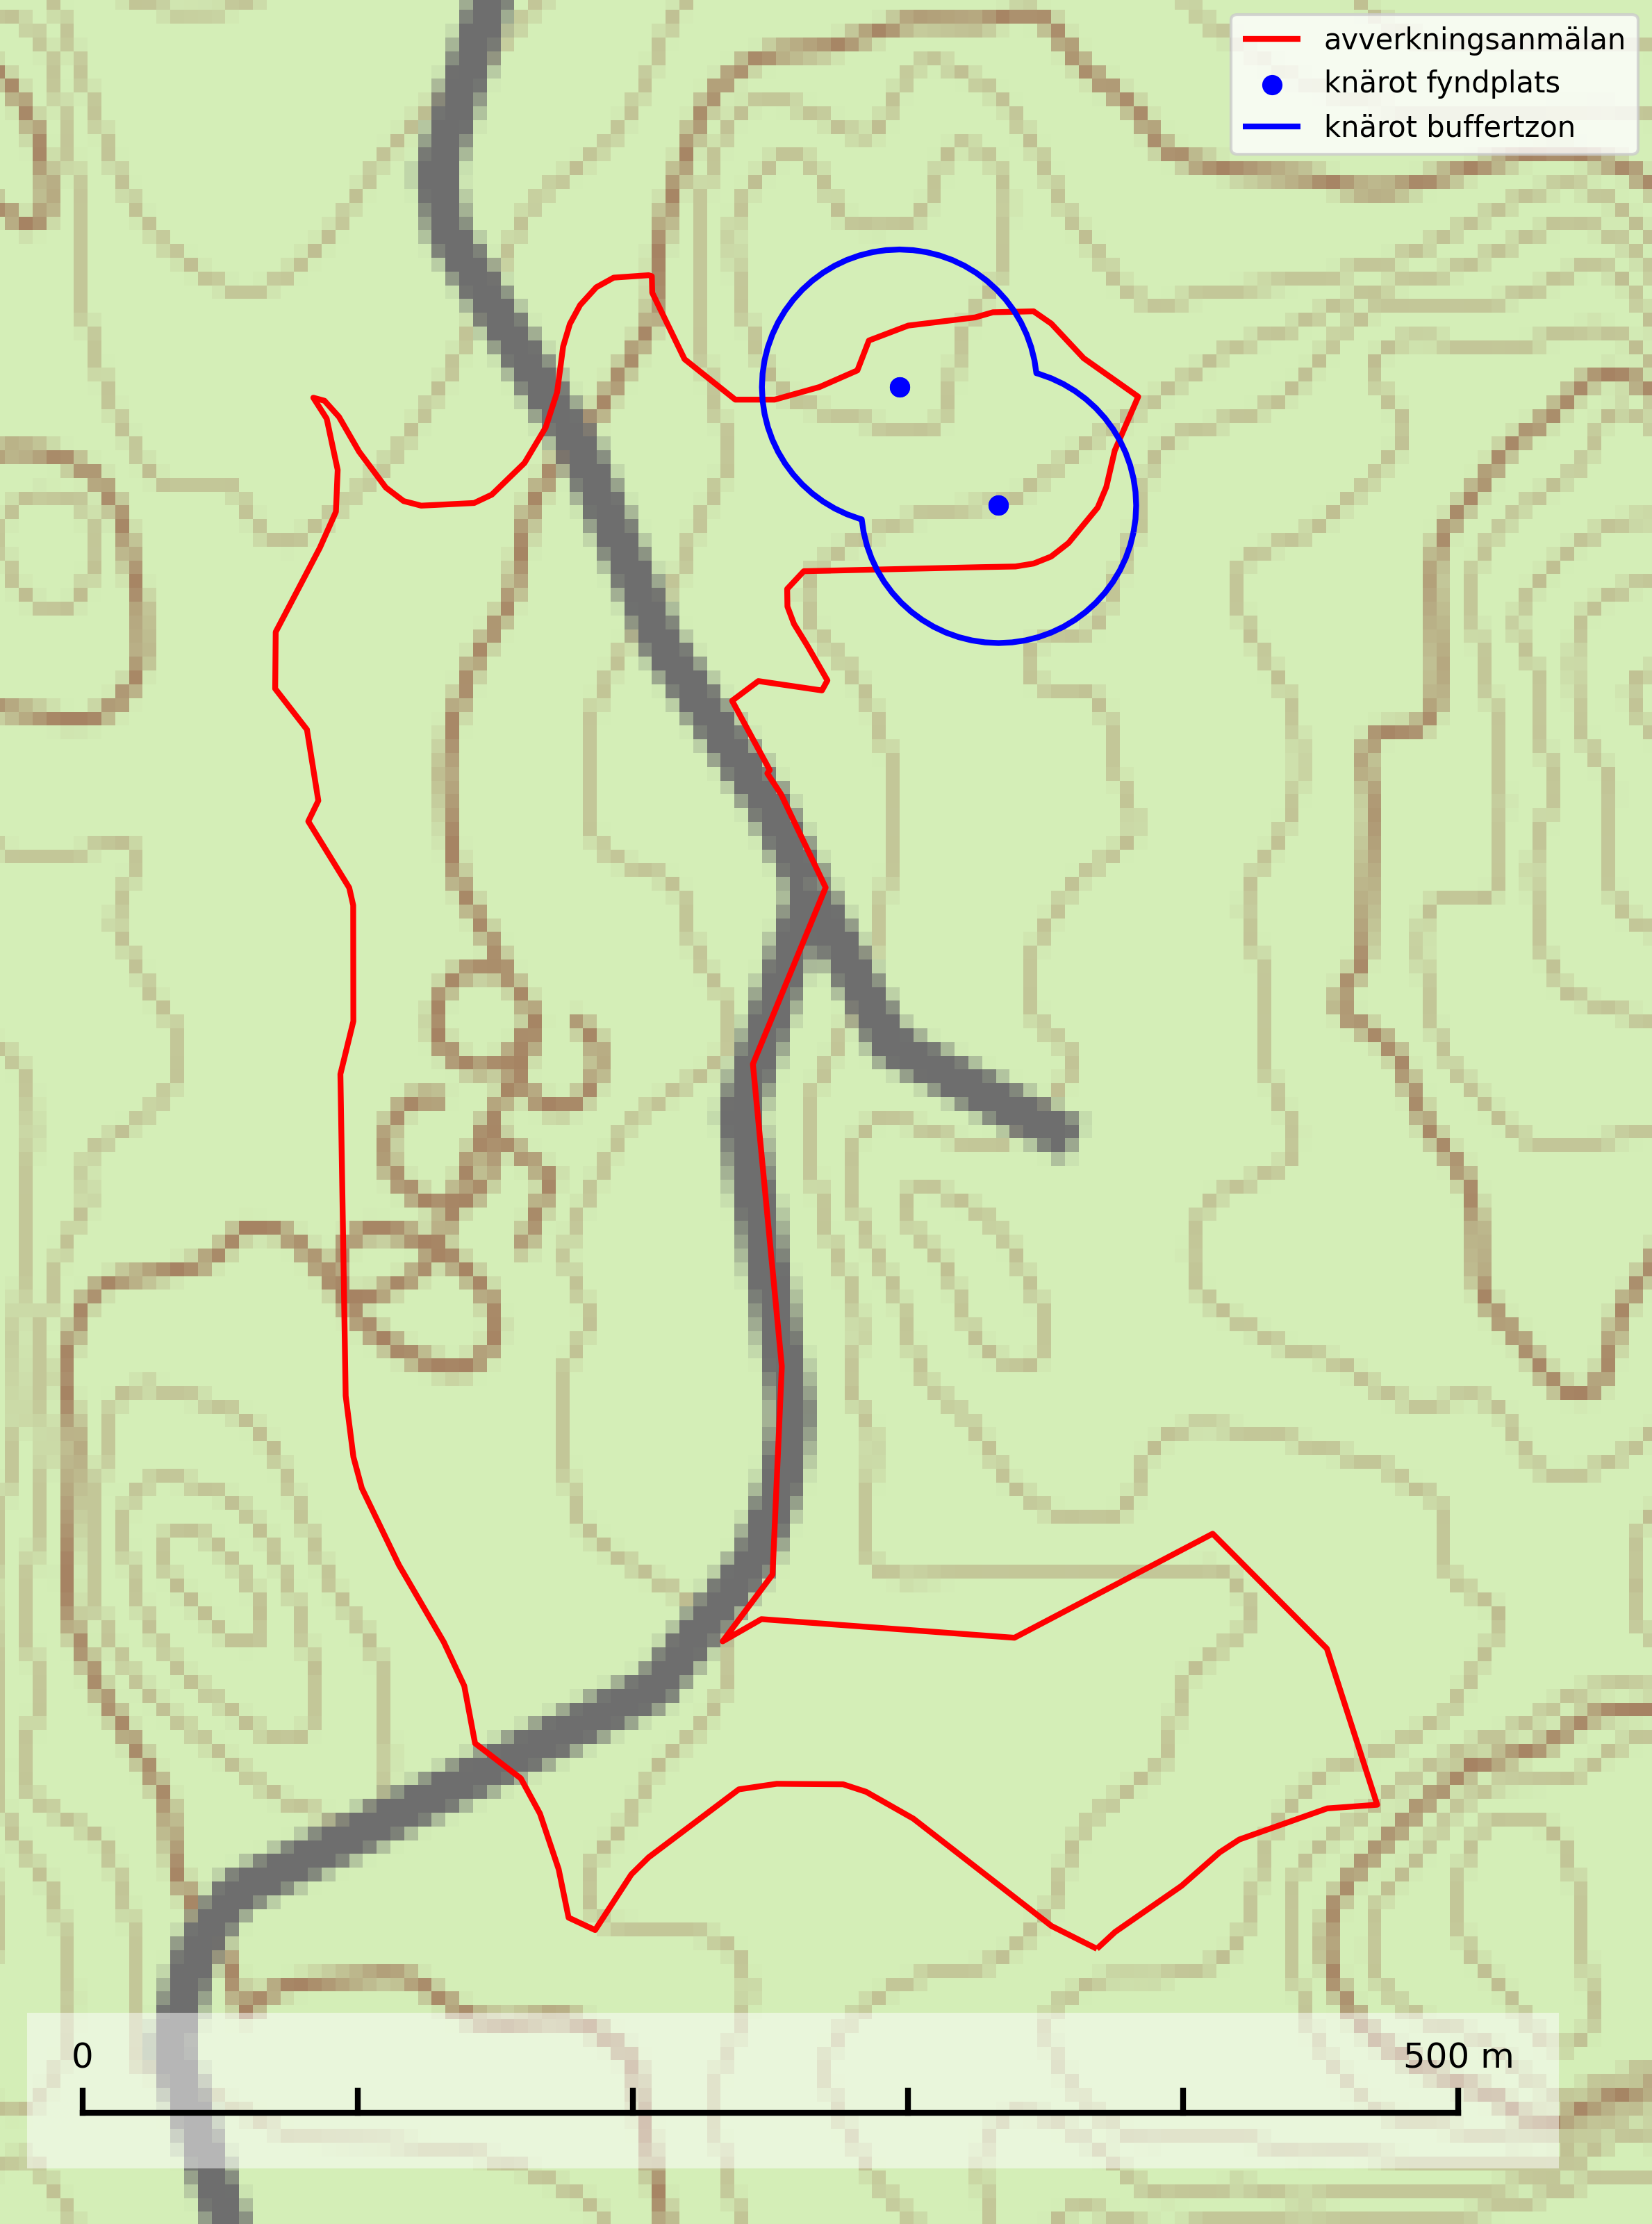 avverkningsanmälan
knärot fyndplats
knärot buffertzon
0
500 m